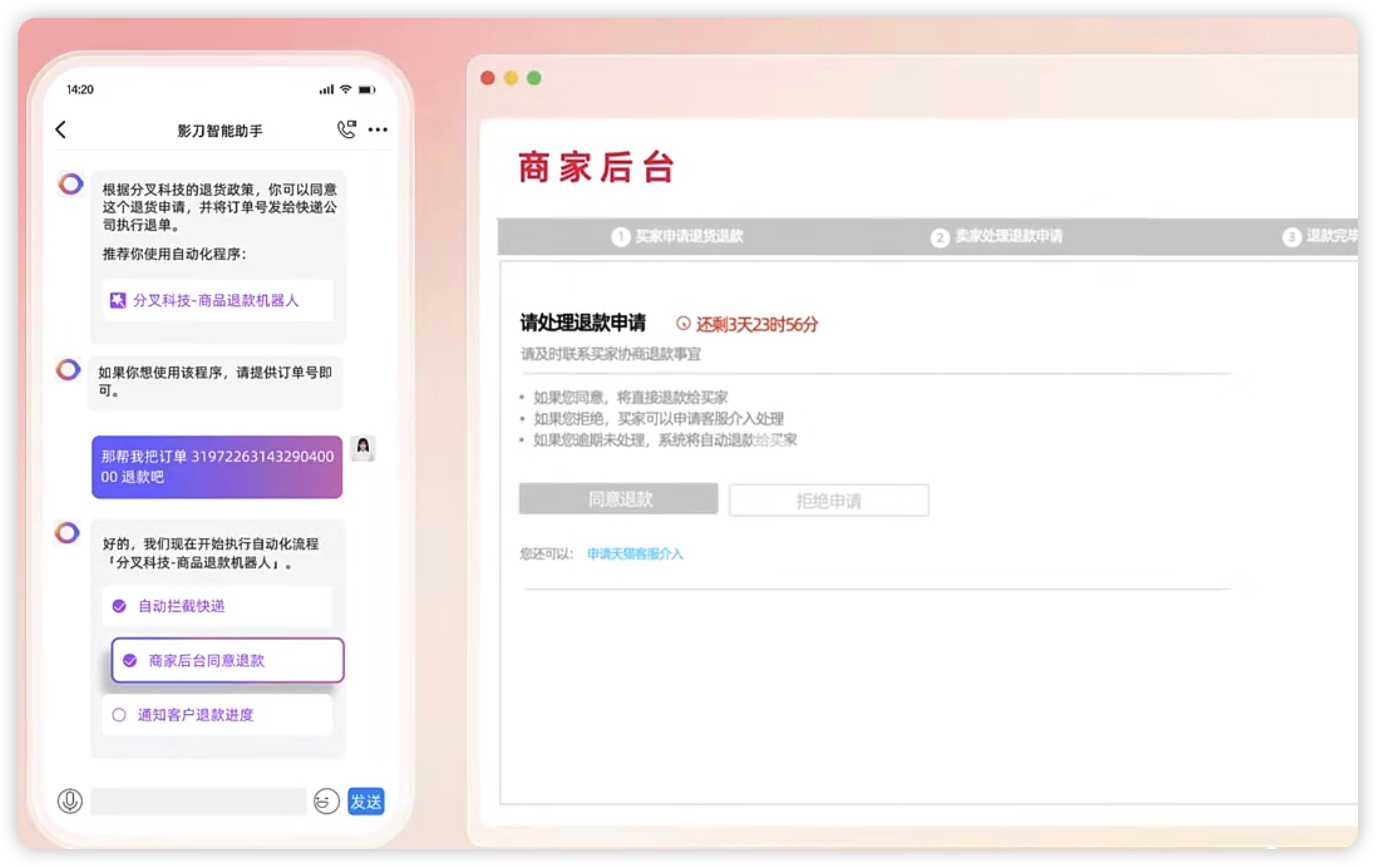 14:20
影刀智能助手
根据分叉科技的退货政策，你可以同意
这个退货申请，并将订单号发给快递公
司执行退单。
推荐你使用自动化程序：
分叉科技-商品退款机器人
如果你想使用该程序，请提供订单号即
可。
那帮我把订单 31972263143290400
00 退款吧
好的，我们现在开始执行自动化流程
「分叉科技-商品退款机器人」。
自动拦截快递
商家后台同意退款
通知客户退款进度
发送
商家后台
1 买家申请退货退款
2 卖家处理退款申请
3 退款完毕
请处理退款申请
还剩3天23时56分
请及时联系买家协商退款事宜
• 如果您同意，将直接退款给买家
• 如果您拒绝，买家可以申请客服介入处理
• 如果您逾期未处理，系统将自动退款给买家
同意退款
拒绝申请
您还可以： 申请天猫客服介入